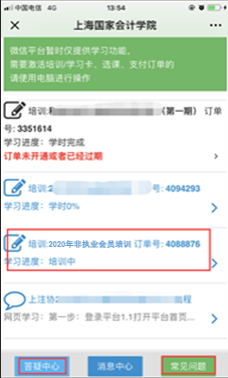 中国电信 4G 13:54
上海国家会计学院
微信平台暂时仅提供学习功能。
需要激活培训/学习卡、选课、支付订单的
请使用电脑进行操作
培训: (第一期) 订单
号: 3351614
学习进度: 学时完成
订单未开通或者已经过期
培训: 号: 4094293
学习进度: 学时0%
培训:2020年非执业会员培训 订单号: 4088876
学习进度: 培训中
上注协 程
网页学习: 第一步: 登录平台1.1打开平台首页...
答疑中心 消息中心 常见问题